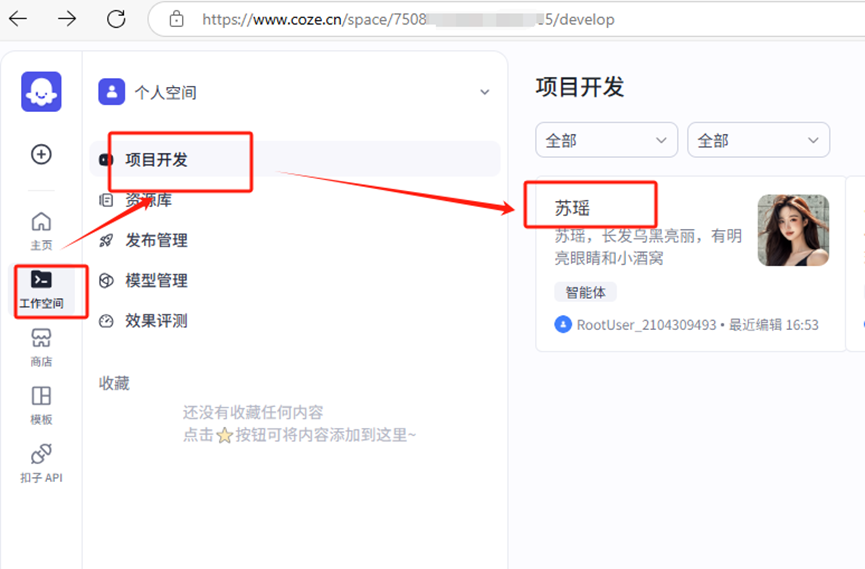 https://www.coze.cn/space/7508 5/develop
个人空间
项目开发
资源库
发布管理
模型管理
效果评测
收藏
还没有收藏任何内容
点击⭐按钮可将内容添加到这里~
主页
工作空间
商店
模板
扣子 API
项目开发
全部
全部
苏瑶
苏瑶，长发乌黑亮丽，有明
亮眼睛和小酒窝
智能体
RootUser_2104309493 • 最近编辑 16:53